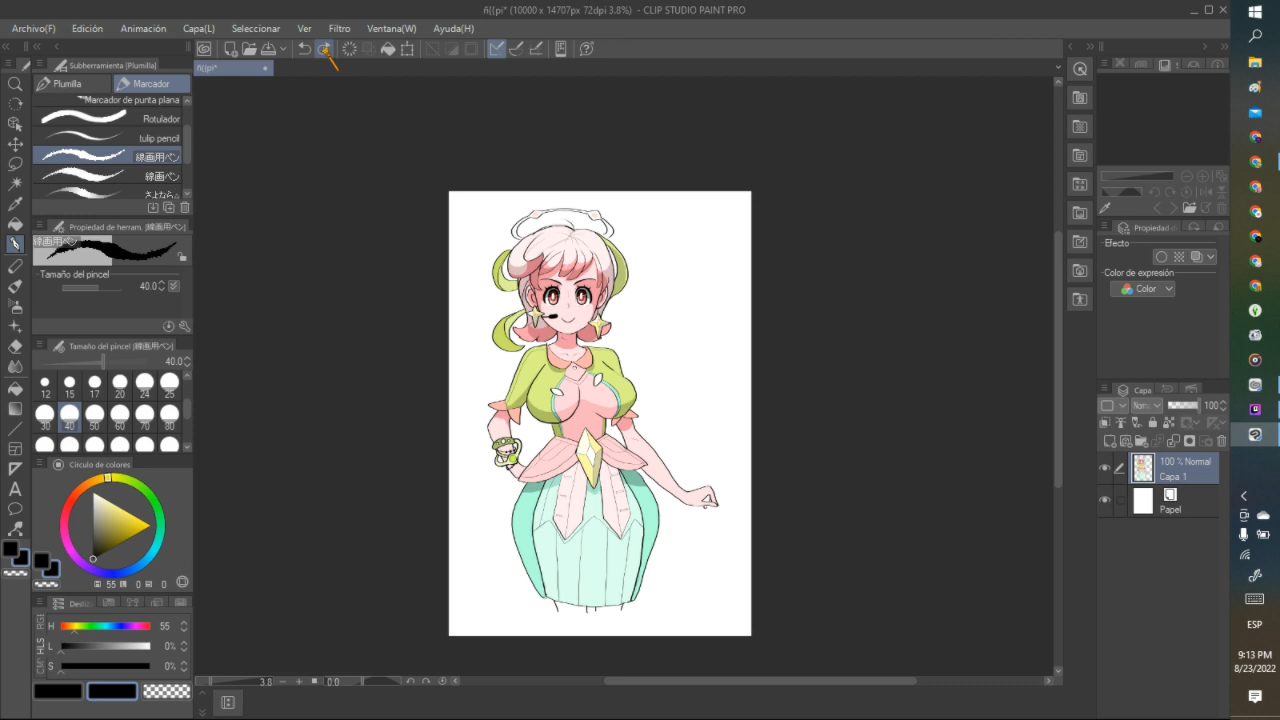 ñ((pi* (10000 x 14707px 72dpi 3.8%) - CLIP STUDIO PAINT PRO
Archivo(F) Edición Animación Capa(L) Seleccionar Ver Filtro Ventana(W) Ayuda(H)
Subherramienta (Plumilla)
ñ((pi*
Plumilla Marcador
Marcador de punta plana
Rotulador
tulip pencil
線画用ペン
線画ペン
Propiedad de herram. [線画用ペン]
線画用ペン
Tamaño del pincel
40.0
Tamaño del pincel [線画用ペン]
40.0
12 15 17 20 24 25
30 40 50 60 70 80
Círculo de colores
55 0 0
H 55
L 0%
S 0%
RGB
HLS
3.8 0.0
Propiedad
Efecto
Color de expresión
Color
Capa
100
100 % Normal
Capa 1
Papel
ESP
9:13 PM
8/23/2022